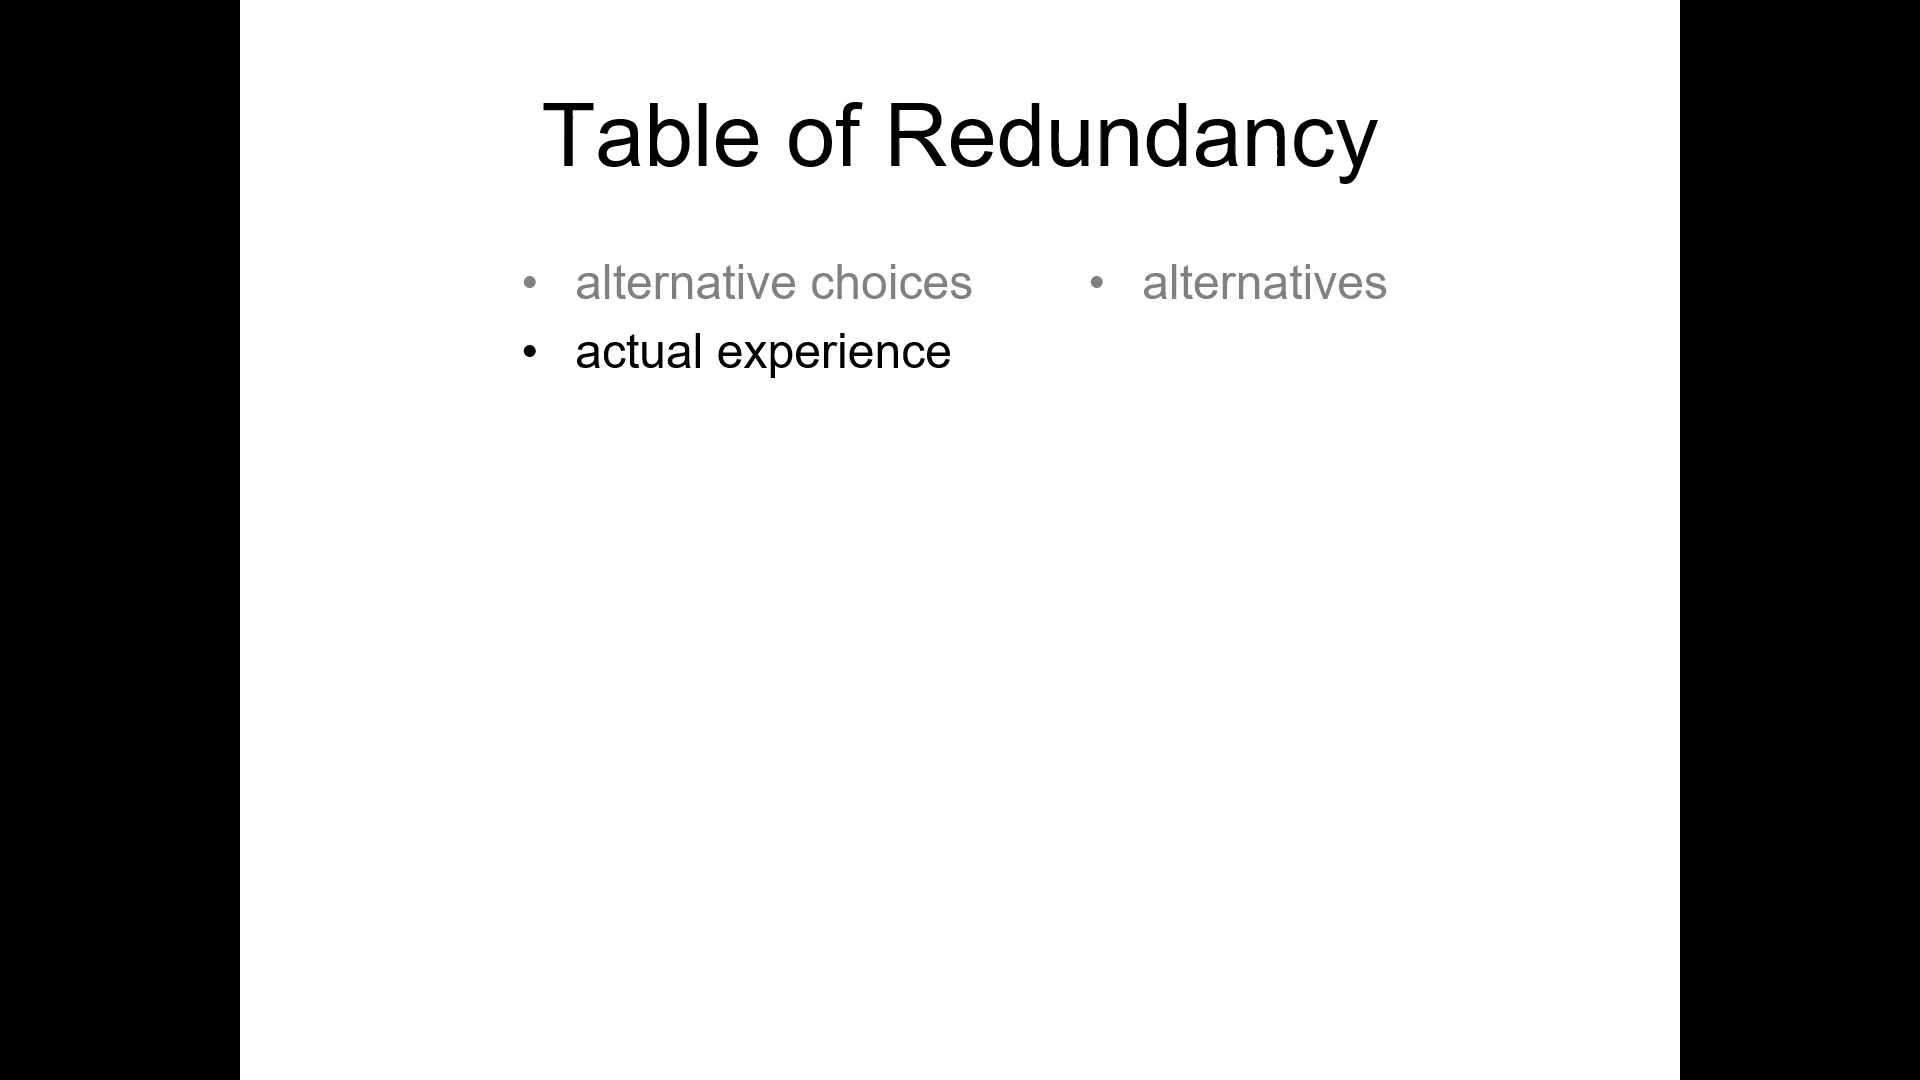 Table of Redundancy
• alternative choices
• alternatives
• actual experience